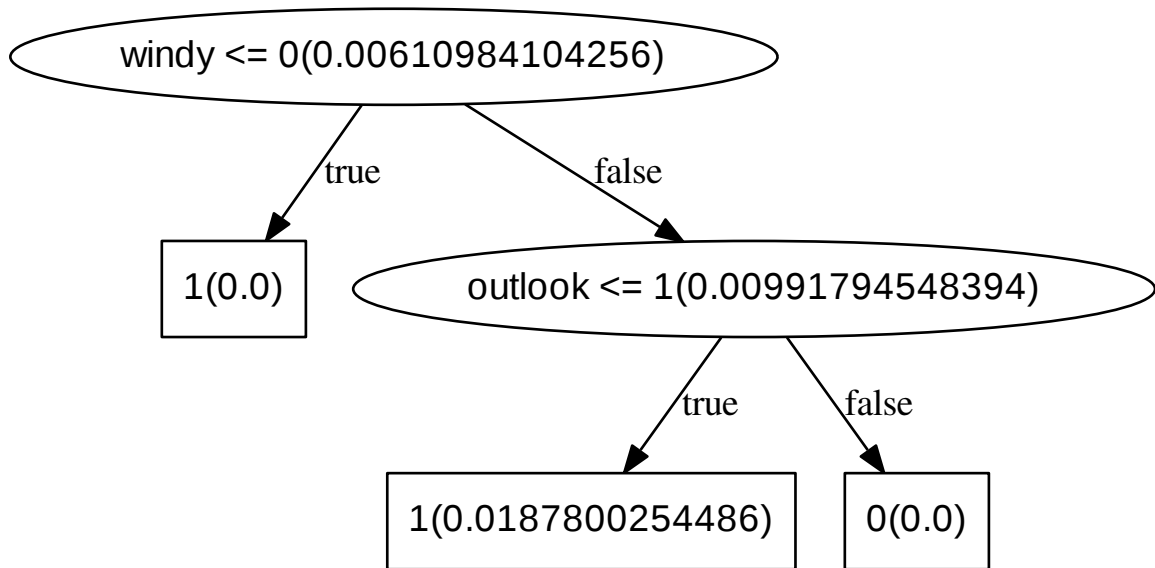 windy <= 0(0.00610984104256)
true
false
1(0.0)
outlook <= 1(0.00991794548394)
true
false
1(0.0187800254486)
0(0.0)